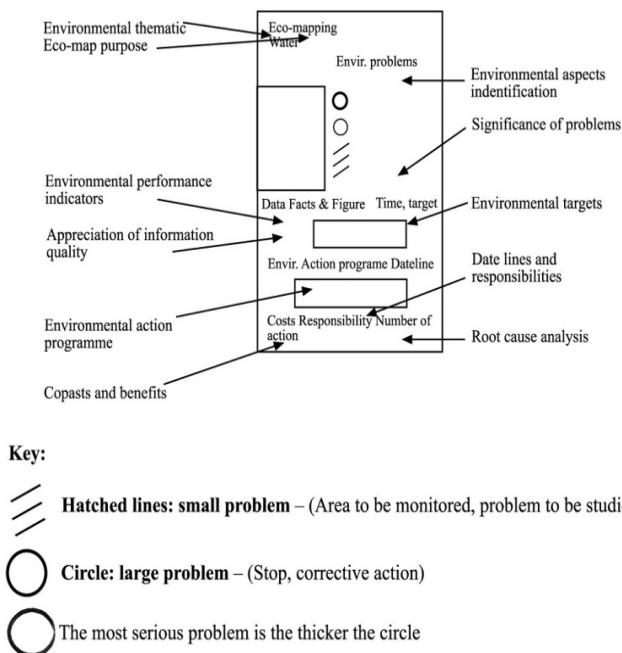 Environmental thematic
Eco-map purpose
Eco-mapping
Water
Envir. problems
Environmental aspects
indentification
Significance of problems
Environmental performance
indicators
Data Facts & Figure Time, target
Environmental targets
Appreciation of information
quality
Envir. Action programe Dateline
Date lines and
responsibilities
Environmental action
programme
Costs Responsibility Number of
action
Root cause analysis
Copasts and benefits
Key:
Hatched lines: small problem – (Area to be monitored, problem to be studi
Circle: large problem – (Stop, corrective action)
The most serious problem is the thicker the circle